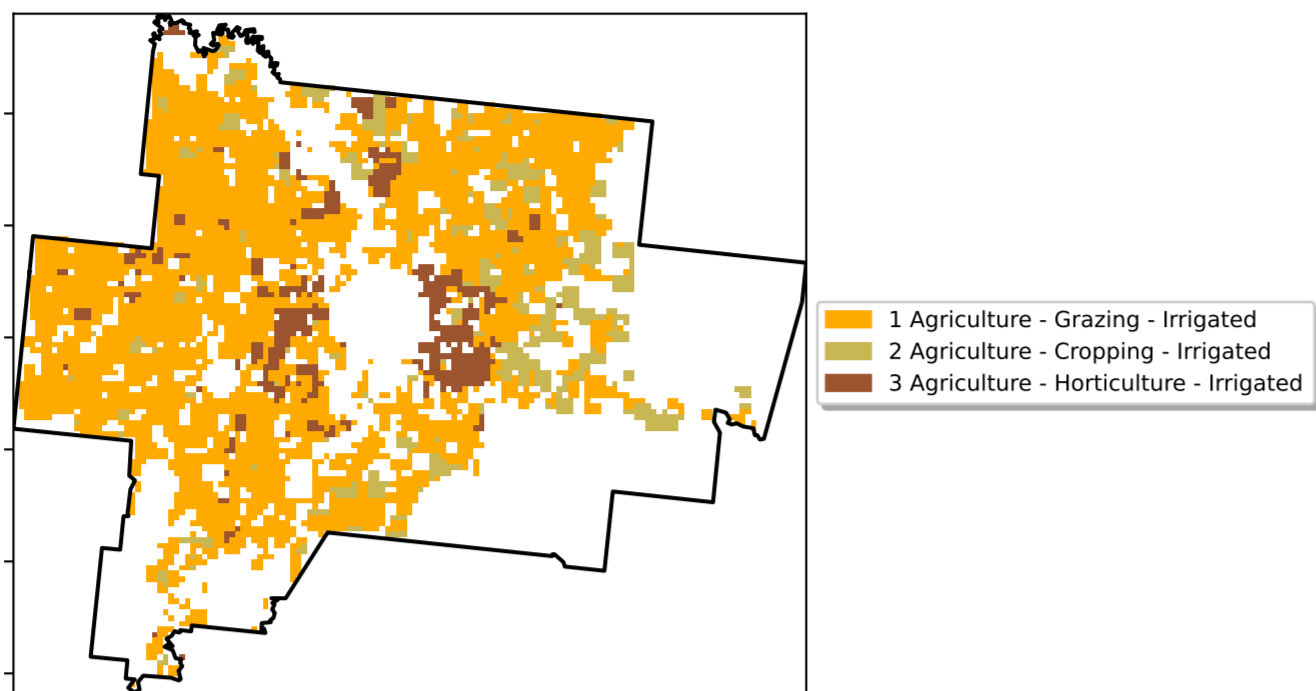 1 Agriculture - Grazing - Irrigated
2 Agriculture - Cropping - Irrigated
3 Agriculture - Horticulture - Irrigated